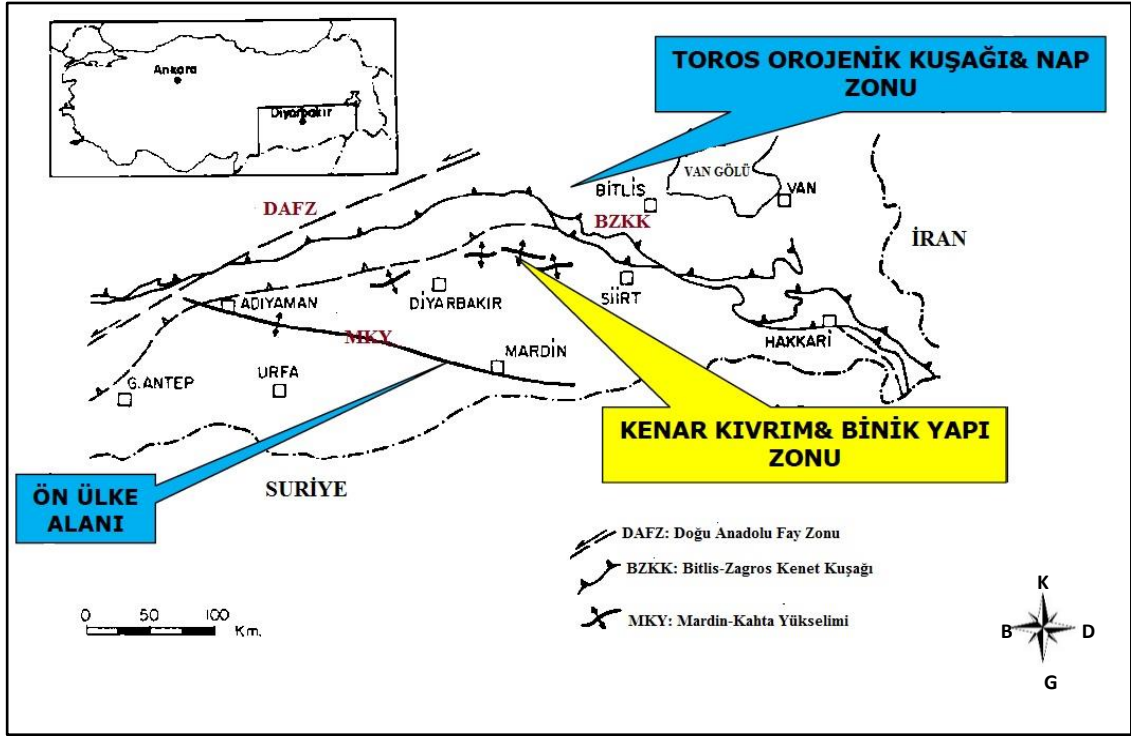 Ankara
Diyarbakır
TOROS OROJENİK KUŞAĞI& NAP
ZONU
VAN GÖLÜ
BİTLİS
VAN
DAFZ
BZKK
İRAN
ADIYAMAN
DİYARBAKIR
SİİRT
MKY
HAKKARİ
MARDİN
G.ANTEP
URFA
KENAR KIVRIM& BİNİK YAPI
ZONU
ÖN ÜLKE
ALANI
SURİYE
DAFZ: Doğu Anadolu Fay Zonu
BZKK: Bitlis-Zagros Kenet Kuşağı
MKY: Mardin-Kahta Yükselimi
0 50 100
Km.
K
B D
G